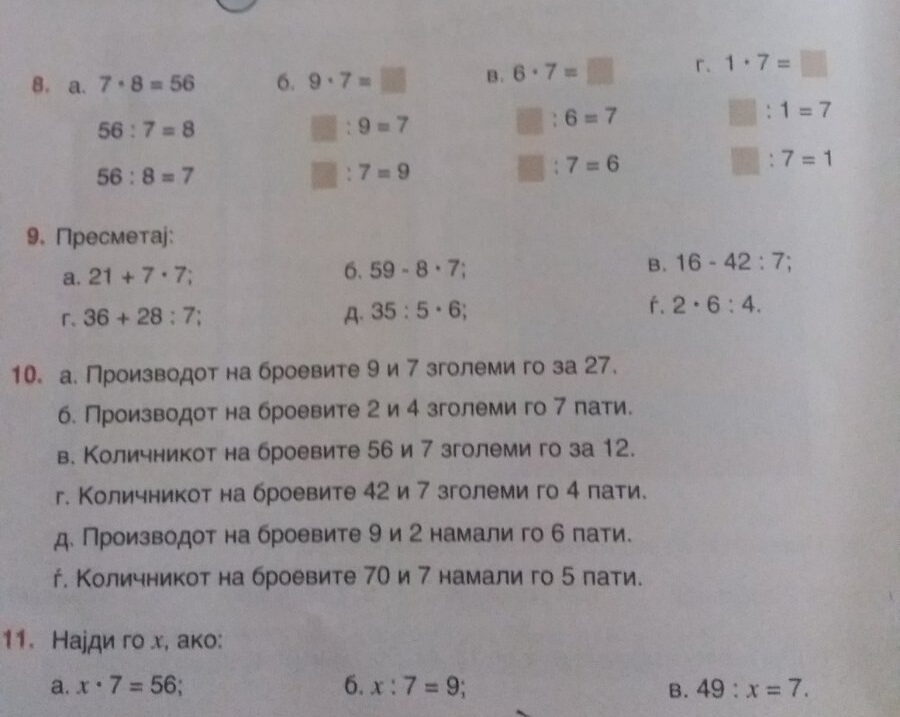 8. а. 7 · 8 = 56 б. 9 · 7 = в. 6 · 7 = г. 1 · 7 =
56 : 7 = 8 : 9 = 7 : 6 = 7 : 1 = 7
56 : 8 = 7 : 7 = 9 : 7 = 6 : 7 = 1
9. Пресметај:
а. 21 + 7 · 7; б. 59 - 8 · 7; в. 16 - 42 : 7;
г. 36 + 28 : 7; д. 35 : 5 · 6; ѓ. 2 · 6 : 4.
10. а. Производот на броевите 9 и 7 зголеми го за 27.
б. Производот на броевите 2 и 4 зголеми го 7 пати.
в. Количникот на броевите 56 и 7 зголеми го за 12.
г. Количникот на броевите 42 и 7 зголеми го 4 пати.
д. Производот на броевите 9 и 2 намали го 6 пати.
ѓ. Количникот на броевите 70 и 7 намали го 5 пати.
11. Најди го x, ако:
а. x · 7 = 56; б. x : 7 = 9; в. 49 : x = 7.